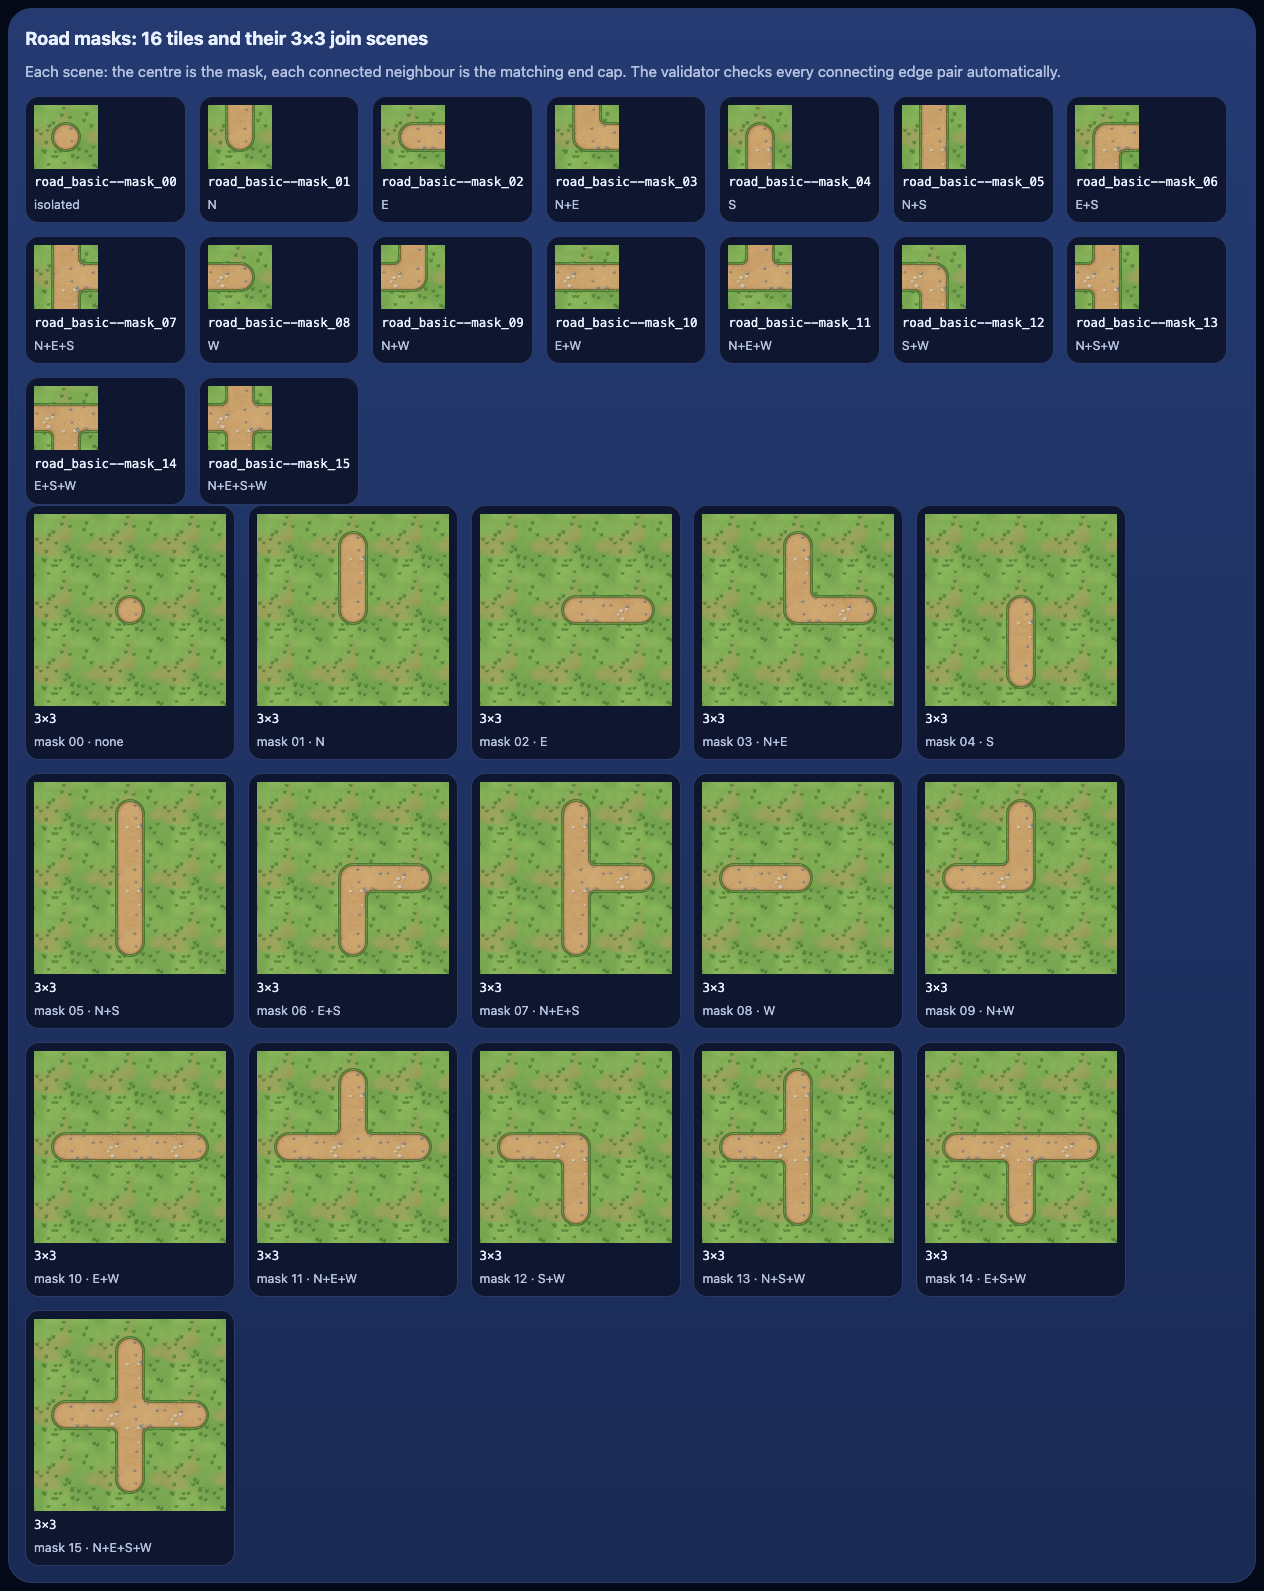 Road masks: 16 tiles and their 3×3 join scenes
Each scene: the centre is the mask, each connected neighbour is the matching end cap. The validator checks every connecting edge pair automatically.
road_basic--mask_00
isolated
road_basic--mask_01
N
road_basic--mask_02
E
road_basic--mask_03
N+E
road_basic--mask_04
S
road_basic--mask_05
N+S
road_basic--mask_06
E+S
road_basic--mask_07
N+E+S
road_basic--mask_08
W
road_basic--mask_09
N+W
road_basic--mask_10
E+W
road_basic--mask_11
N+E+W
road_basic--mask_12
S+W
road_basic--mask_13
N+S+W
road_basic--mask_14
E+S+W
road_basic--mask_15
N+E+S+W
3×3
mask 00 · none
3×3
mask 01 · N
3×3
mask 02 · E
3×3
mask 03 · N+E
3×3
mask 04 · S
3×3
mask 05 · N+S
3×3
mask 06 · E+S
3×3
mask 07 · N+E+S
3×3
mask 08 · W
3×3
mask 09 · N+W
3×3
mask 10 · E+W
3×3
mask 11 · N+E+W
3×3
mask 12 · S+W
3×3
mask 13 · N+S+W
3×3
mask 14 · E+S+W
3×3
mask 15 · N+E+S+W